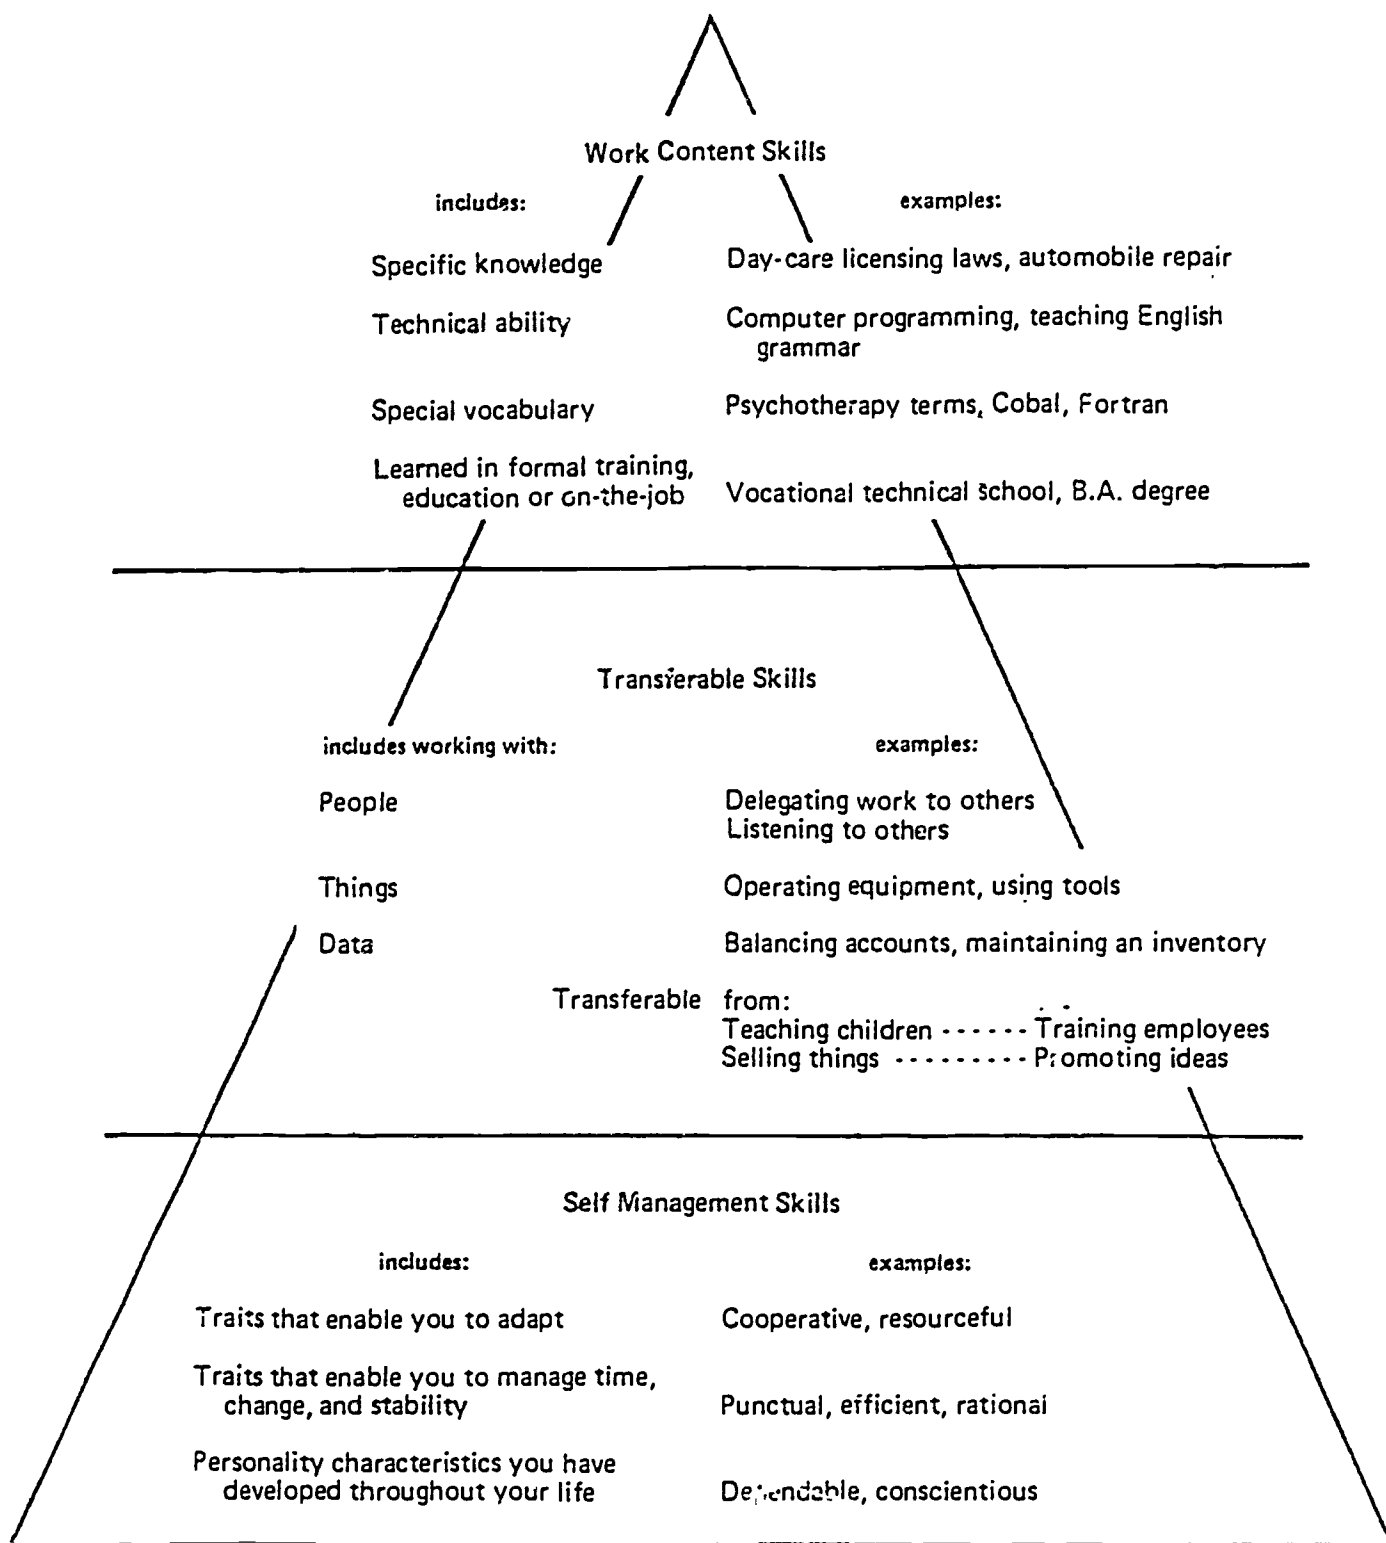 Work Content Skills
includes: examples:
Specific knowledge Day-care licensing laws, automobile repair
Technical ability Computer programming, teaching English
grammar
Special vocabulary Psychotherapy terms, Cobal, Fortran
Learned in formal training,
education or on-the-job Vocational technical school, B.A. degree
Transferable Skills
includes working with: examples:
People Delegating work to others
Listening to others
Things Operating equipment, using tools
Data Balancing accounts, maintaining an inventory
Transferable from:
Teaching children ------ Training employees
Selling things --------- Promoting ideas
Self Management Skills
includes: examples:
Traits that enable you to adapt Cooperative, resourceful
Traits that enable you to manage time,
change, and stability Punctual, efficient, rational
Personality characteristics you have
developed throughout your life Dependable, conscientious